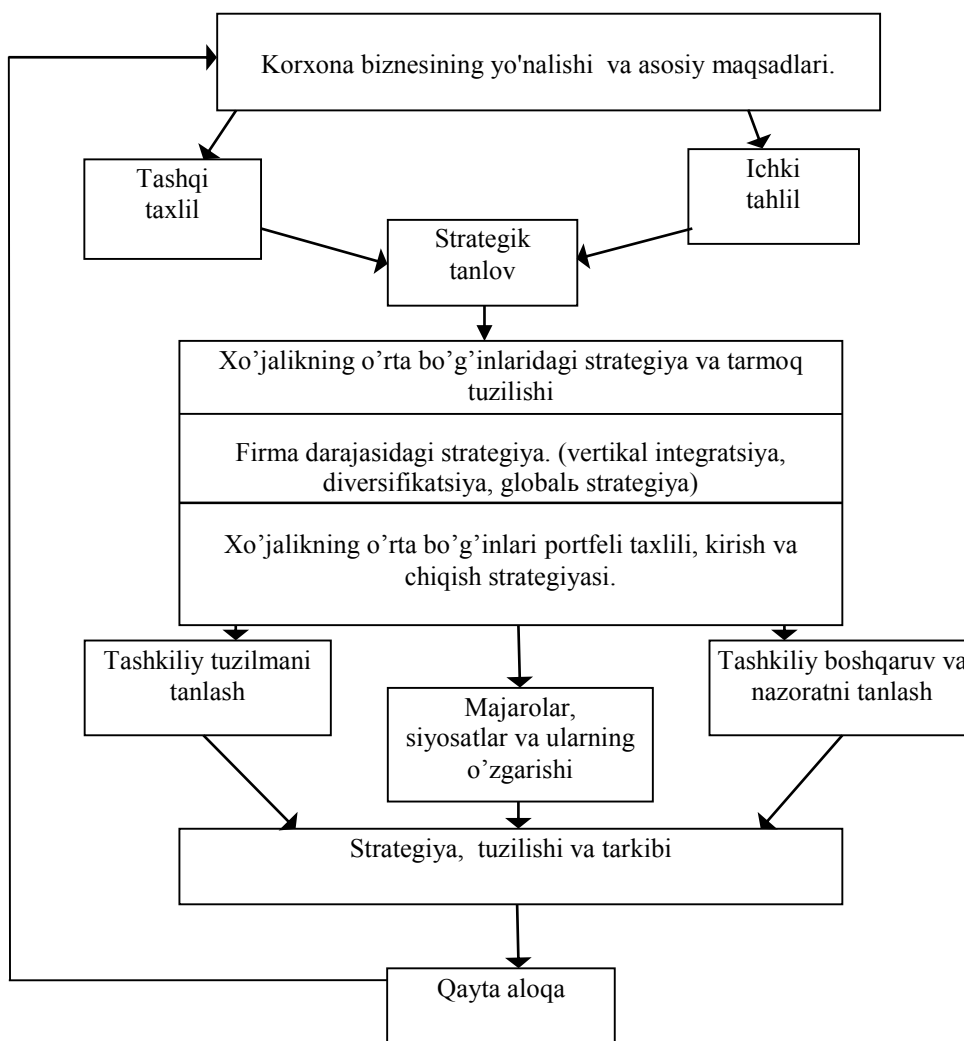 Korxona biznesining yo'nalishi  va asosiy maqsadlari.
Tashqi
taxlil
Ichki
tahlil
Strategik
tanlov
Xo’jalikning o’rta bo’g’inlaridagi strategiya va tarmoq
tuzilishi
Firma darajasidagi strategiya. (vertikal integratsiya,
diversifikatsiya, globalь strategiya)
Xo’jalikning o’rta bo’g’inlari portfeli taxlili, kirish va
chiqish strategiyasi.
Tashkiliy tuzilmani
tanlash
Majarolar,
siyosatlar va ularning
o’zgarishi
Tashkiliy boshqaruv va
nazoratni tanlash
Strategiya,  tuzilishi va tarkibi
Qayta aloqa